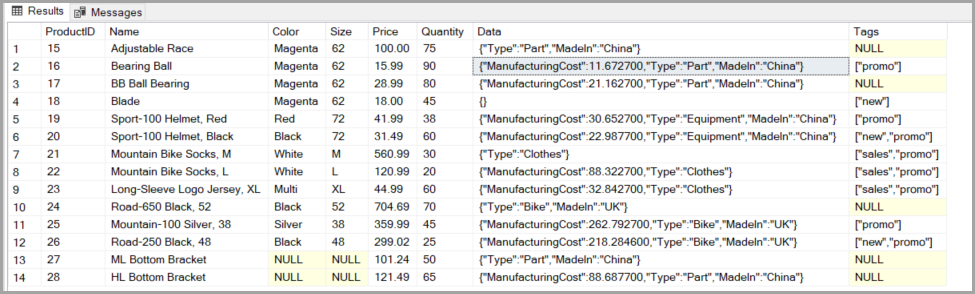 Results Messages
ProductID Name Color Size Price Quantity Data Tags
1 15 Adjustable Race Magenta 62 100.00 75 {"Type":"Part","MadeIn":"China"} NULL
2 16 Bearing Ball Magenta 62 15.99 90 {"ManufacturingCost":11.672700,"Type":"Part","MadeIn":"China"} ["promo"]
3 17 BB Ball Bearing Magenta 62 28.99 80 {"ManufacturingCost":21.162700,"Type":"Part","MadeIn":"China"} NULL
4 18 Blade Magenta 62 18.00 45 {} ["new"]
5 19 Sport-100 Helmet, Red Red 72 41.99 38 {"ManufacturingCost":30.652700,"Type":"Equipment","MadeIn":"China"} ["promo"]
6 20 Sport-100 Helmet, Black Black 72 31.49 60 {"ManufacturingCost":22.987700,"Type":"Equipment","MadeIn":"China"} ["new","promo"]
7 21 Mountain Bike Socks, M White M 560.99 30 {"Type":"Clothes"} ["sales","promo"]
8 22 Mountain Bike Socks, L White L 120.99 20 {"ManufacturingCost":88.322700,"Type":"Clothes"} ["sales","promo"]
9 23 Long-Sleeve Logo Jersey, XL Multi XL 44.99 60 {"ManufacturingCost":32.842700,"Type":"Clothes"} ["sales","promo"]
10 24 Road-650 Black, 52 Black 52 704.69 70 {"Type":"Bike","MadeIn":"UK"} NULL
11 25 Mountain-100 Silver, 38 Silver 38 359.99 45 {"ManufacturingCost":262.792700,"Type":"Bike","MadeIn":"UK"} ["promo"]
12 26 Road-250 Black, 48 Black 48 299.02 25 {"ManufacturingCost":218.284600,"Type":"Bike","MadeIn":"UK"} ["new","promo"]
13 27 ML Bottom Bracket NULL NULL 101.24 50 {"Type":"Part","MadeIn":"China"} NULL
14 28 HL Bottom Bracket NULL NULL 121.49 65 {"ManufacturingCost":88.687700,"Type":"Part","MadeIn":"China"} NULL